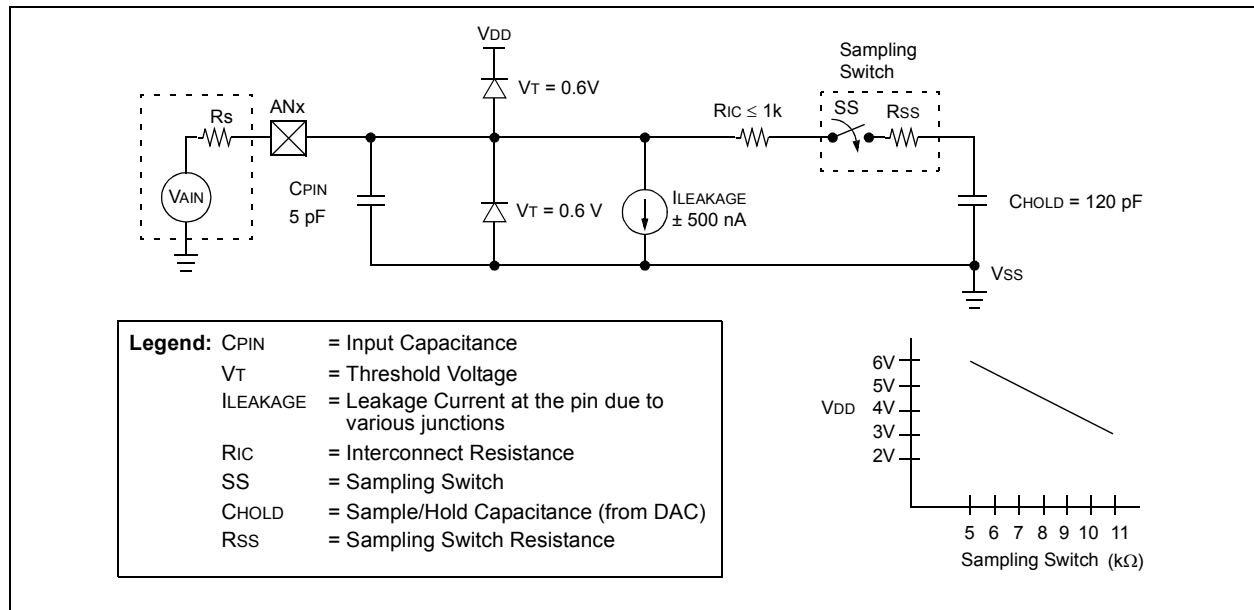 VDD
Sampling
Switch
VT = 0.6V
ANx
RS
RIC ≤ 1k
SS
RSS
VAIN
CPIN
5 pF
VT = 0.6 V
ILEAKAGE
± 500 nA
CHOLD = 120 pF
VSS
Legend: CPIN = Input Capacitance
VT = Threshold Voltage
ILEAKAGE = Leakage Current at the pin due to
various junctions
RIC = Interconnect Resistance
SS = Sampling Switch
CHOLD = Sample/Hold Capacitance (from DAC)
RSS = Sampling Switch Resistance
6V
5V
VDD 4V
3V
2V
5 6 7 8 9 10 11
Sampling Switch (kΩ)